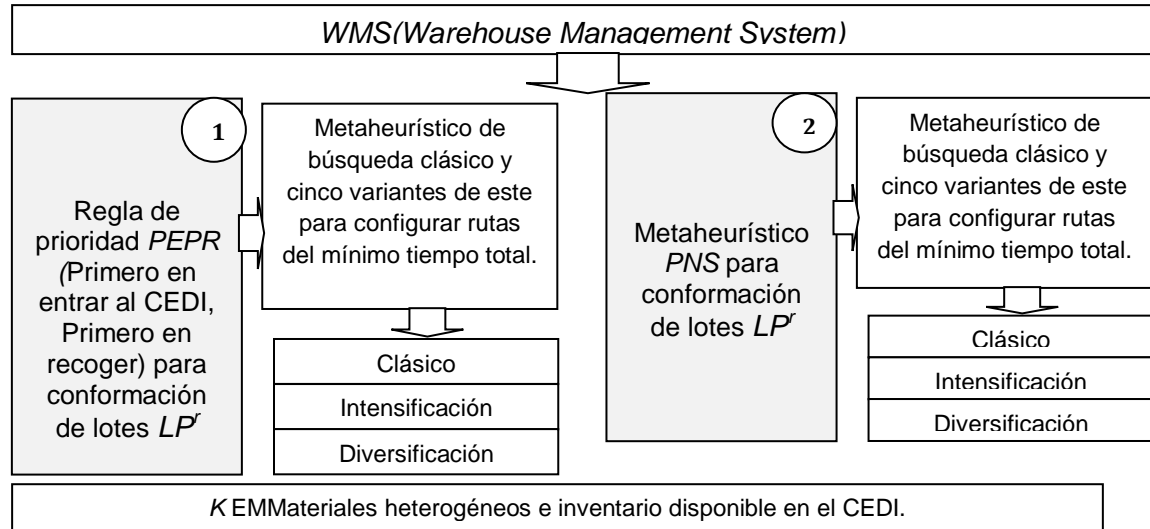 WMS(Warehouse Management System)
1
Regla de
prioridad PEPR
(Primero en
entrar al CEDI,
Primero en
recoger) para
conformación
de lotes LPʳ
Metaheurístico de
búsqueda clásico y
cinco variantes de este
para configurar rutas
del mínimo tiempo total.
Clásico
Intensificación
Diversificación
2
Metaheurístico
PNS para
conformación
de lotes LPʳ
Metaheurístico de
búsqueda clásico y
cinco variantes de este
para configurar rutas
del mínimo tiempo total.
Clásico
Intensificación
Diversificación
K EMMateriales heterogéneos e inventario disponible en el CEDI.